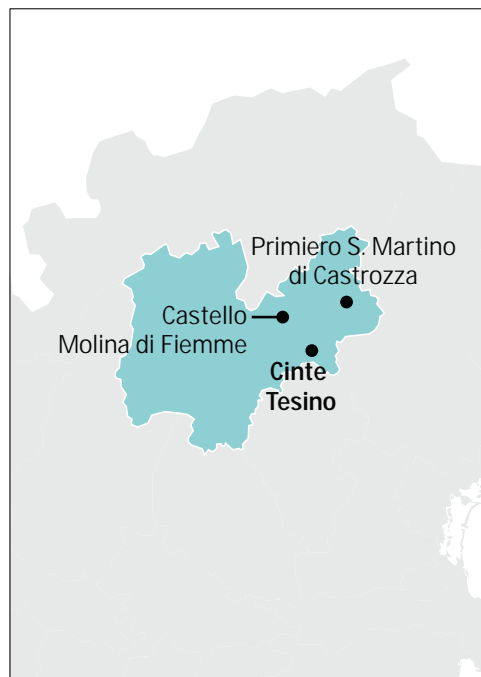 Primiero S. Martino
di Castrozza
Castello
Molina di Fiemme
Cinte
Tesino